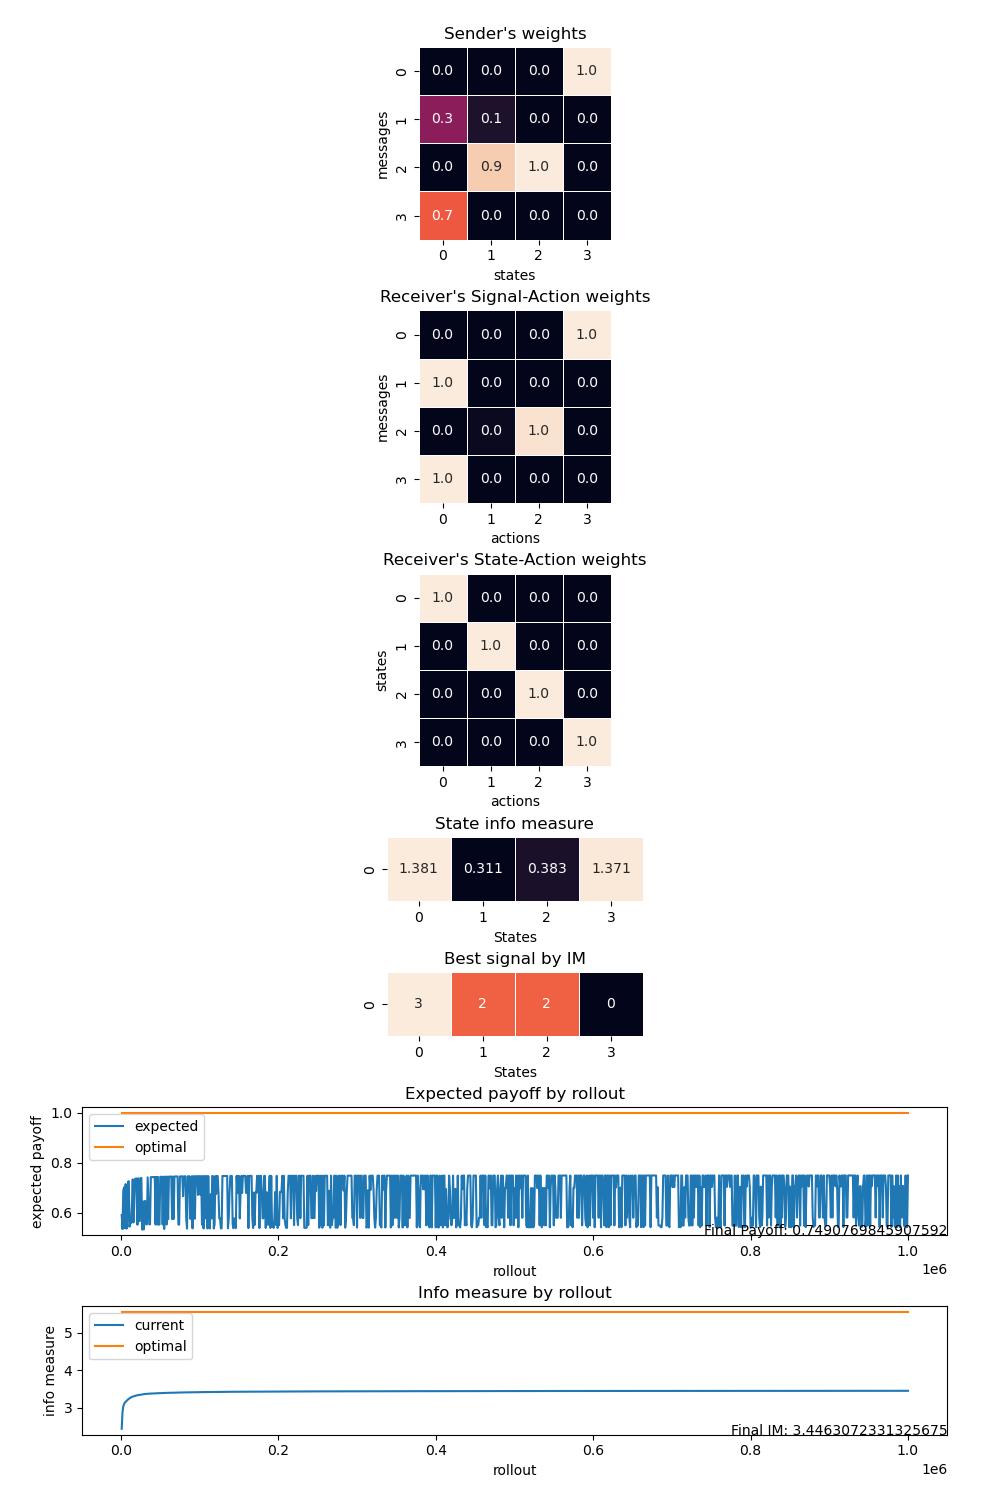 Sender's weights
0 0.0 0.0 0.0 1.0
1 0.3 0.1 0.0 0.0
2 0.0 0.9 1.0 0.0
3 0.7 0.0 0.0 0.0
messages
0 1 2 3
states
Receiver's Signal-Action weights
0 0.0 0.0 0.0 1.0
1 1.0 0.0 0.0 0.0
2 0.0 0.0 1.0 0.0
3 1.0 0.0 0.0 0.0
messages
0 1 2 3
actions
Receiver's State-Action weights
0 1.0 0.0 0.0 0.0
1 0.0 1.0 0.0 0.0
2 0.0 0.0 1.0 0.0
3 0.0 0.0 0.0 1.0
states
0 1 2 3
actions
State info measure
0 1.381 0.311 0.383 1.371
0 1 2 3
States
Best signal by IM
0 3 2 2 0
0 1 2 3
States
Expected payoff by rollout
expected payoff
1.0
0.8
0.6
expected
optimal
Final Payoff: 0.7490769845907592
0.0 0.2 0.4 0.6 0.8 1.0
1e6
rollout
Info measure by rollout
info measure
5
4
3
current
optimal
Final IM: 3.4463072331325675
0.0 0.2 0.4 0.6 0.8 1.0
1e6
rollout